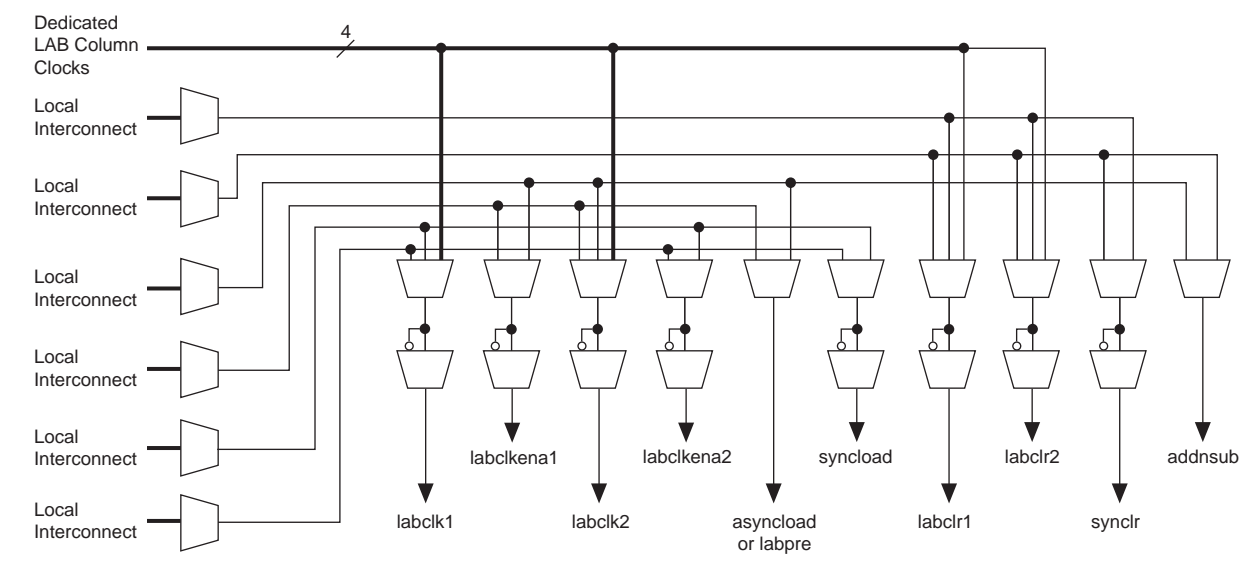 Dedicated
LAB Column
Clocks
4
Local
Interconnect
Local
Interconnect
Local
Interconnect
Local
Interconnect
Local
Interconnect
Local
Interconnect
labclkena1
labclkena2
syncload
labclr2
addnsub
labclk1
labclk2
asyncload
or labpre
labclr1
synclr